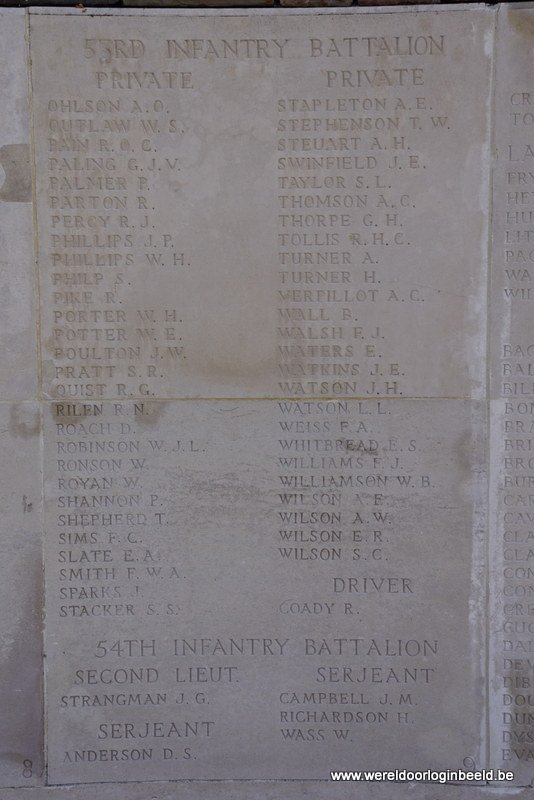 53RD INFANTRY BATTALION
PRIVATE
OHLSON A.O.
OUTLAW W.S.
PAIN R.O.C.
PALING G.J.V.
PALMER P.
PARTON R.
PERCY R.J.
PHILLIPS J.P.
PHILLIPS W.H.
PHILP S.
PIKE R.
PORTER W.H.
POTTER W.E.
POULTON J.W.
PRATT S.R.
QUIST R.G.
RILEN R.N.
ROACH D.
ROBINSON W.J.L.
RONSON W.
ROYAN W.
SHANNON P.
SHEPHERD T.
SIMS F.C.
SLATE E.A.
SMITH F.W.A.
SPARKS J.
STACKER S.S.
PRIVATE
STAPLETON A.E.
STEPHENSON T.W.
STEUART A.H.
SWINFIELD J.E.
TAYLOR S.L.
THOMSON A.C.
THORPE G.H.
TOLLIS R.H.C.
TURNER A.
TURNER H.
VERPILLOT A.C.
WALL B.
WALSH F.J.
WATERS E.
WATKINS J.E.
WATSON J.H.
WATSON L.L.
WEISS F.A.
WHITBREAD E.S.
WILLIAMS F.J.
WILLIAMSON W.B.
WILSON A.E.
WILSON A.W.
WILSON E.R.
WILSON S.C.
DRIVER
COADY R.
54TH INFANTRY BATTALION
SECOND LIEUT.
STRANGMAN J.G.
SERJEANT
ANDERSON D.S.
SERJEANT
CAMPBELL J.M.
RICHARDSON H.
WASS W.
8
9
www.wereldoorloginbeeld.be